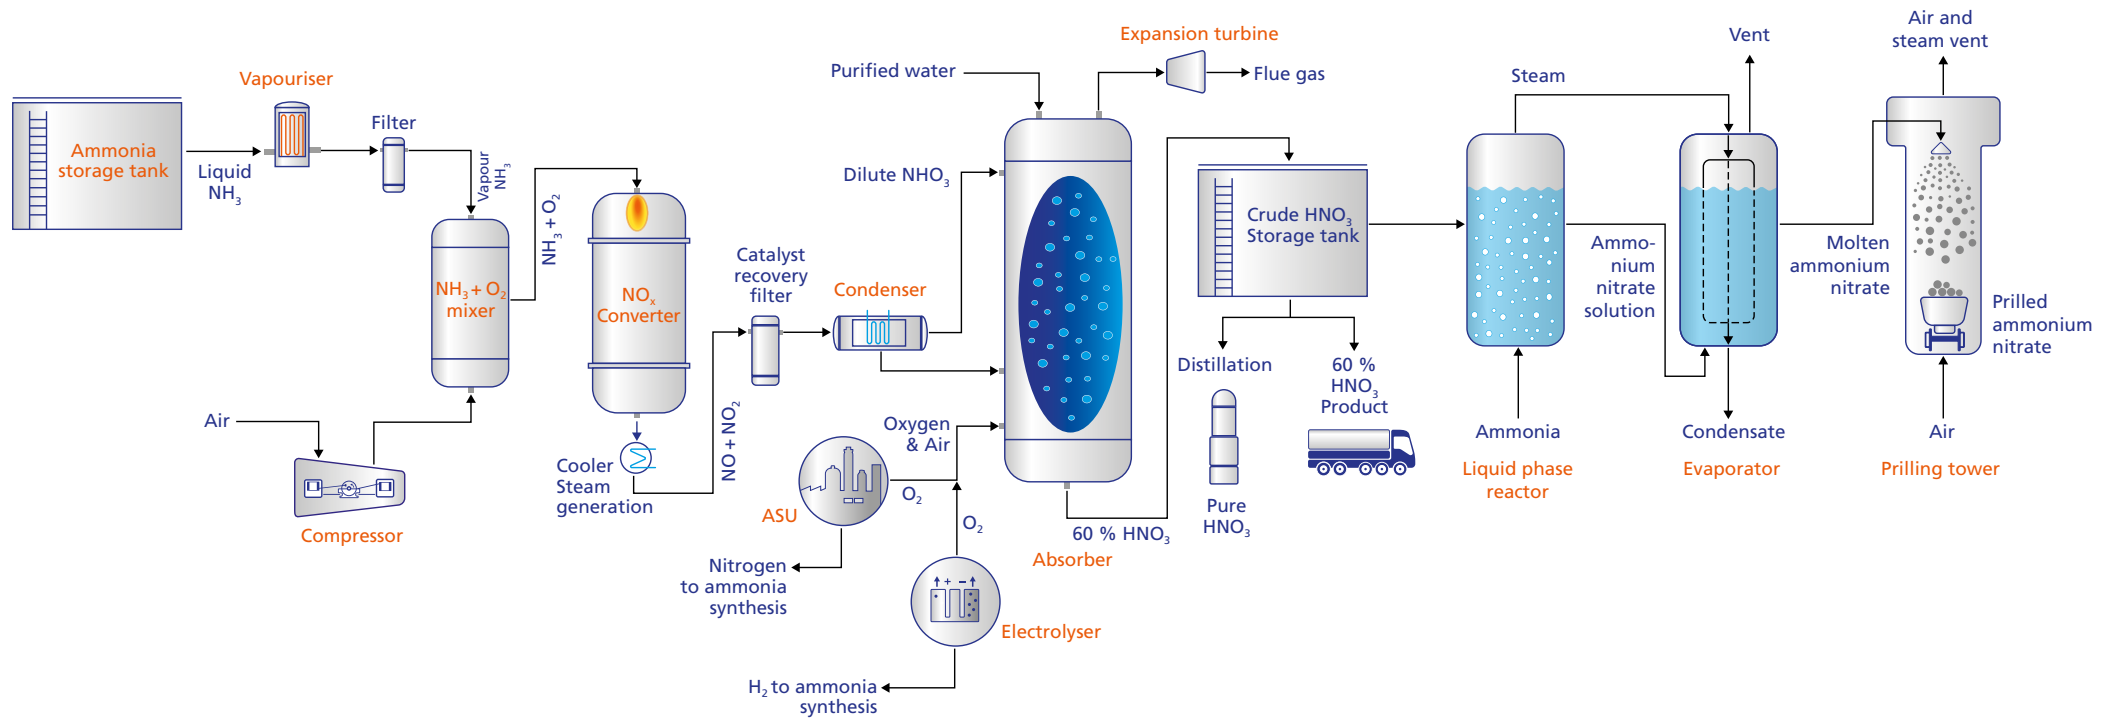 Vapouriser
Ammonia
storage tank
Liquid
NH₃
Filter
Vapour
NH₃
NH₃ + O₂
mixer
Air
Compressor
NH₃ + O₂
NOₓ
Converter
Cooler
Steam
generation
NO + NO₂
Catalyst
recovery
filter
Condenser
Purified water
Dilute NHO₃
Oxygen
& Air
O₂
ASU
Nitrogen
to ammonia
synthesis
O₂
+ −
Electrolyser
H₂ to ammonia
synthesis
Expansion turbine
Flue gas
60 % HNO₃
Absorber
Crude HNO₃
Storage tank
Distillation
Pure
HNO₃
60 %
HNO₃
Product
Steam
Ammonia
Liquid phase
reactor
Ammo-
nium
nitrate
solution
Vent
Condensate
Evaporator
Molten
ammonium
nitrate
Air and
steam vent
Prilled
ammonium
nitrate
Air
Prilling tower